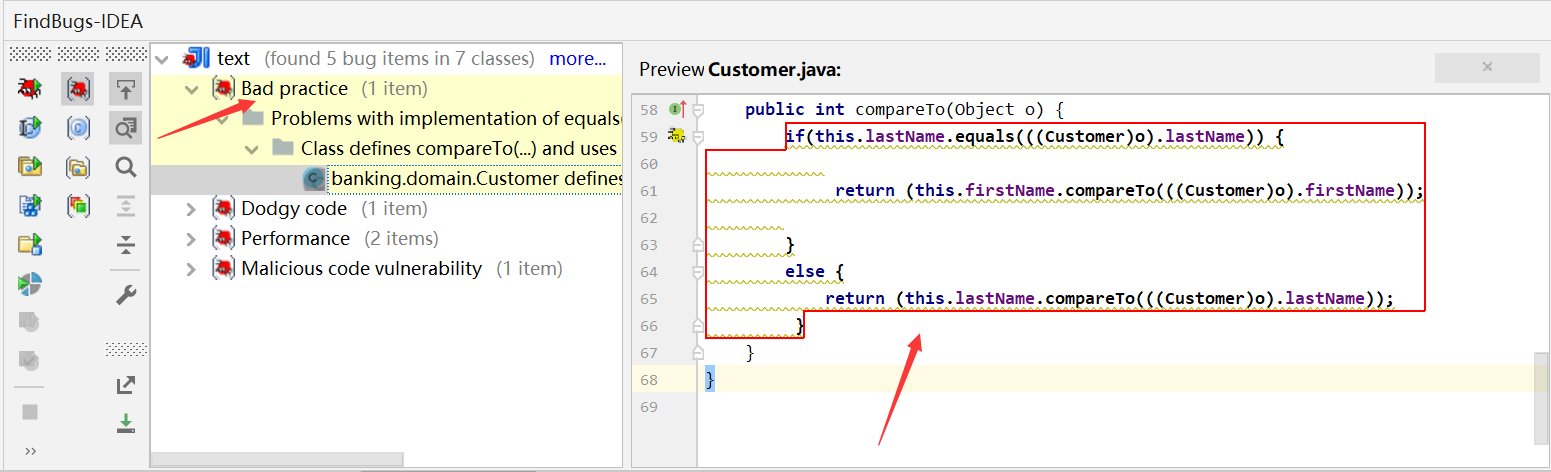 FindBugs-IDEA
text (found 5 bug items in 7 classes) more...
Bad practice (1 item)
Problems with implementation of equals(
Class defines compareTo(...) and uses
banking.domain.Customer defines
Dodgy code (1 item)
Performance (2 items)
Malicious code vulnerability (1 item)
Preview Customer.java:
58 public int compareTo(Object o) {
59 if(this.lastName.equals(((Customer)o).lastName)) {
60
61 return (this.firstName.compareTo(((Customer)o).firstName));
62
63 }
64 else {
65 return (this.lastName.compareTo(((Customer)o).lastName));
66 }
67 }
68 }
69